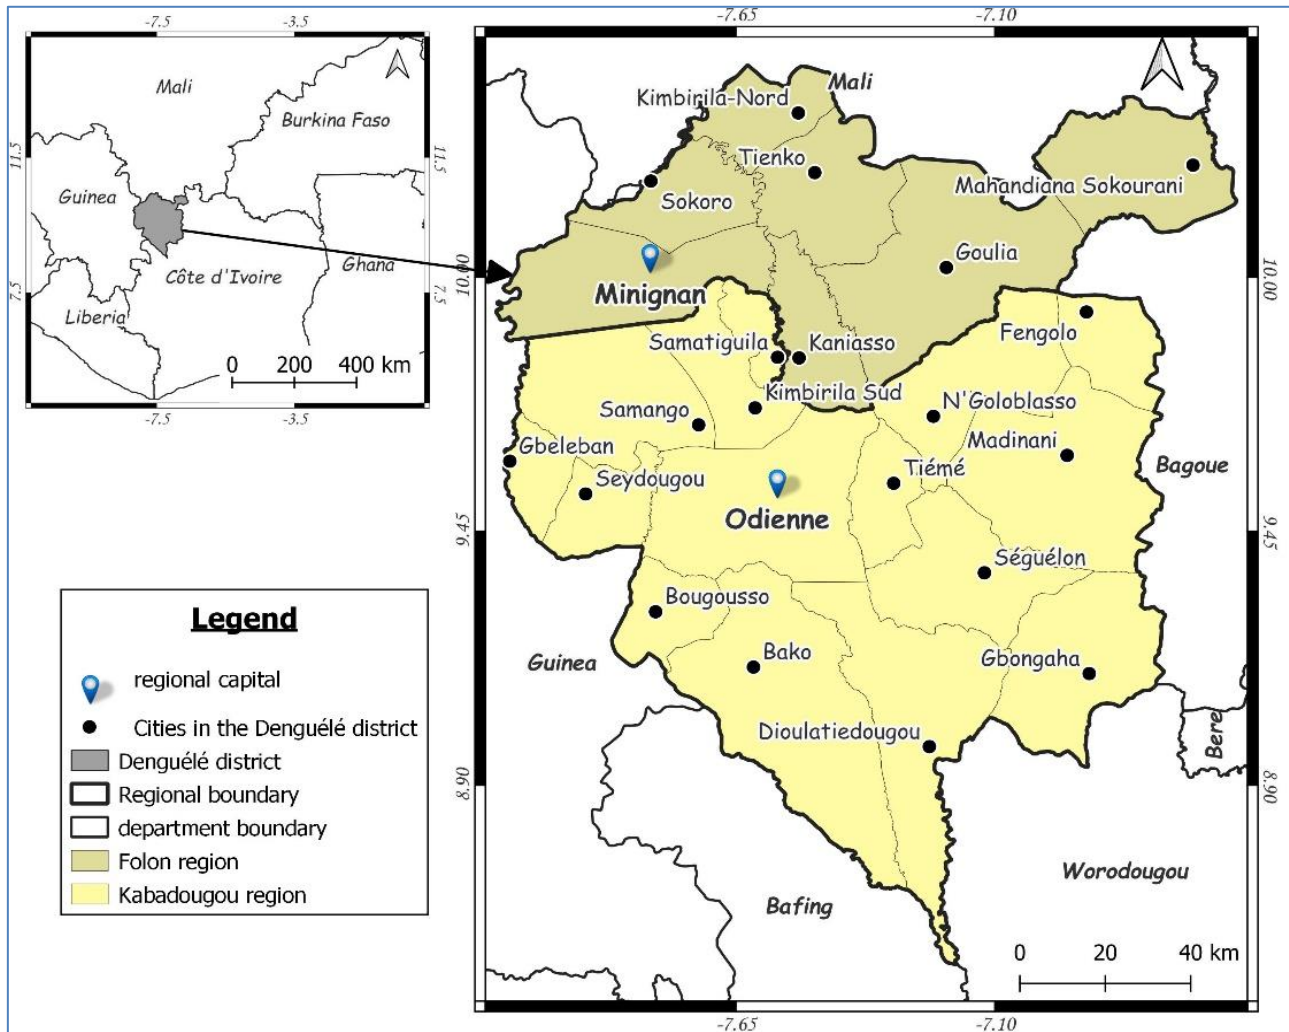 -7.5
-3.5
Mali
Burkina Faso
11.5
11.5
Guinea
Côte d'Ivoire
Ghana
7.5
7.5
Liberia
0 200 400 km
-7.5
-3.5
-7.65
-7.10
Mali
Kimbirila-Nord
Tienko
Mahandiana Sokourani
Sokoro
Goulia
10.00
10.00
Minignan
Fengolo
Samatiguila
Kaniasso
Kimbirila Sud
N'Goloblasso
Samango
Madinani
Gbeleban
Bagoue
Seydougou
Tiémé
Odienne
9.45
9.45
Séguélon
Bougousso
Guinea
Bako
Gbongaha
Dioulatiedougou
Bere
8.90
8.90
Worodougou
Bafing
0 20 40 km
-7.65
-7.10
Legend
regional capital
Cities in the Denguélé district
Denguélé district
Regional boundary
department boundary
Folon region
Kabadougou region